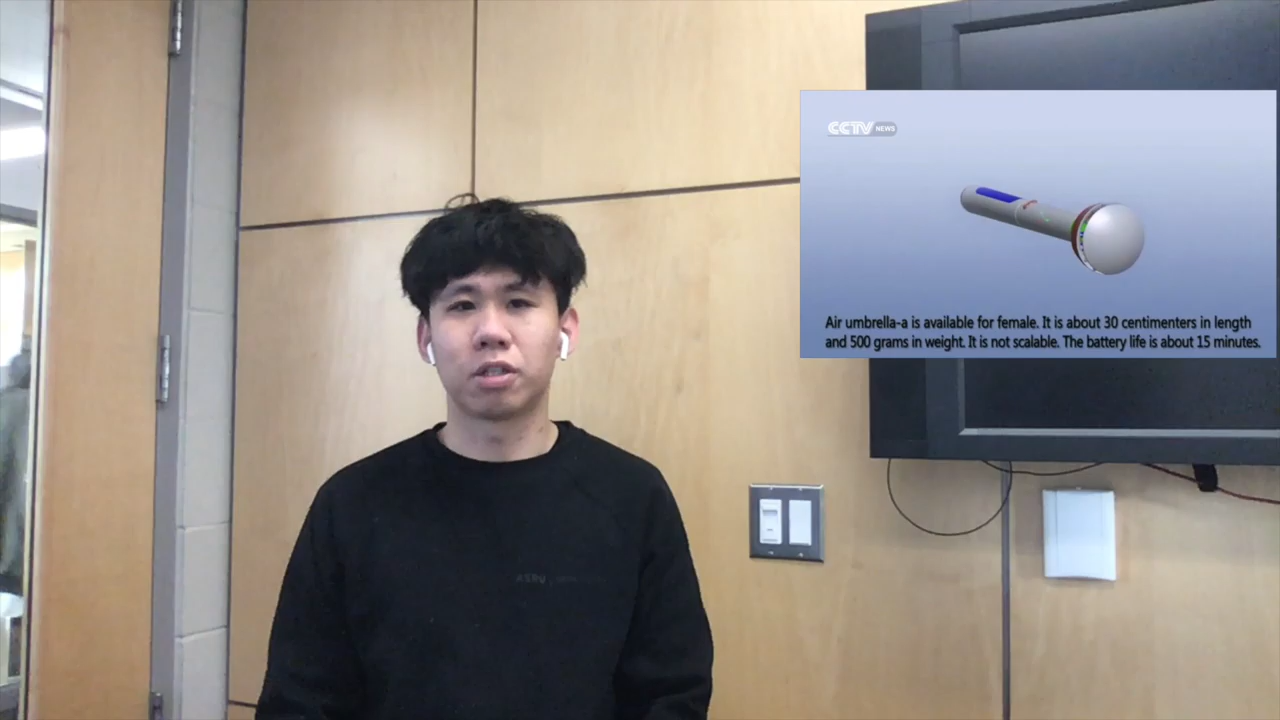 CCTV NEWS
Air umbrella-a is available for female. It is about 30 centimenters in length
and 500 grams in weight. It is not scalable. The battery life is about 15 minutes.